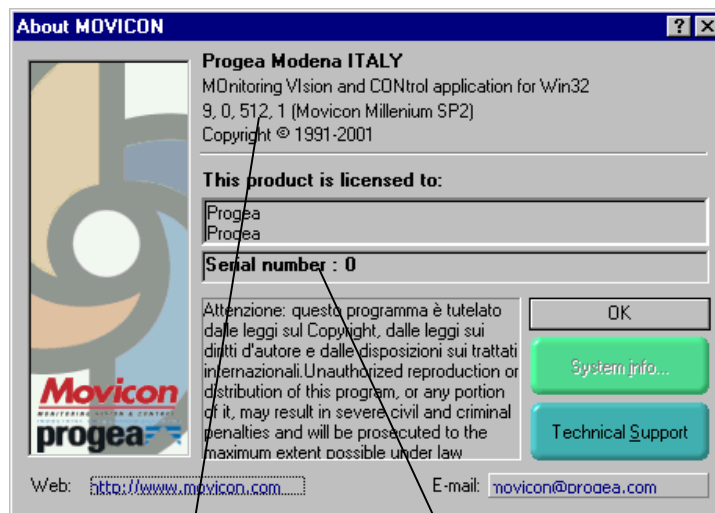 About MOVICON
Progea Modena ITALY
MOnitoring VIsion and CONtrol application for Win32
9, 0, 512, 1 (Movicon Millenium SP2)
Copyright © 1991-2001
This product is licensed to:
Progea
Progea
Serial number : 0
Attenzione: questo programma è tutelato
dalle leggi sul Copyright, dalle leggi sui
diritti d'autore e dalle disposizioni sui trattati
internazionali.Unauthorized reproduction or
distribution of this program, or any portion
of it, may result in severe civil and criminal
penalties and will be prosecuted to the
maximum extent possible under law
OK
System info...
Technical Support
Movicon
progea
Web: http://www.movicon.com
E-mail: movicon@progea.com